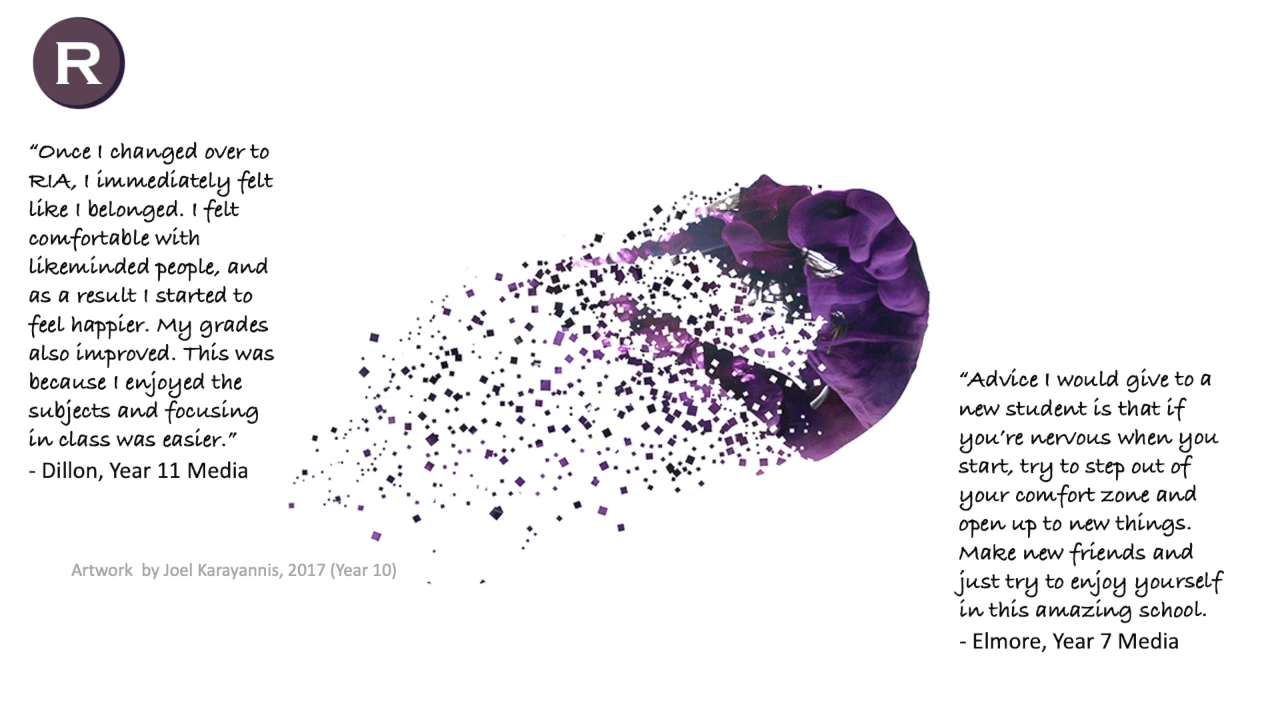 R
“Once I changed over to
RIA, I immediately felt
like I belonged. I felt
comfortable with
likeminded people, and
as a result I started to
feel happier. My grades
also improved. This was
because I enjoyed the
subjects and focusing
in class was easier.”
- Dillon, Year 11 Media
Artwork  by Joel Karayannis, 2017 (Year 10)
“Advice I would give to a
new student is that if
you’re nervous when you
start, try to step out of
your comfort zone and
open up to new things.
Make new friends and
just try to enjoy yourself
in this amazing school.
- Elmore, Year 7 Media